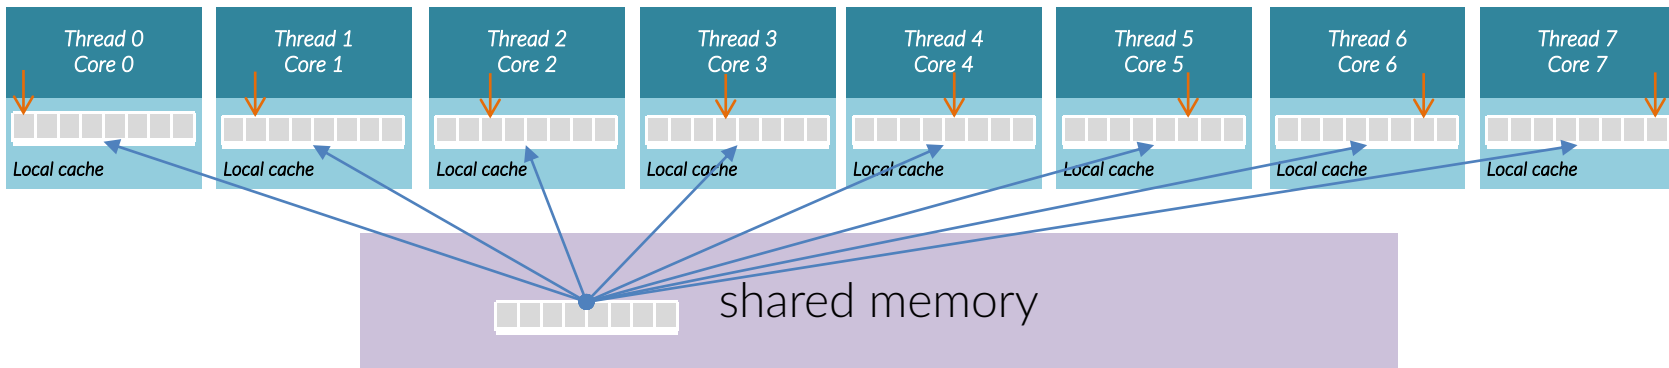 Thread 0
Core 0
Thread 1
Core 1
Thread 2
Core 2
Thread 3
Core 3
Thread 4
Core 4
Thread 5
Core 5
Thread 6
Core 6
Thread 7
Core 7
Local cache
Local cache
Local cache
Local cache
Local cache
Local cache
Local cache
Local cache
shared memory